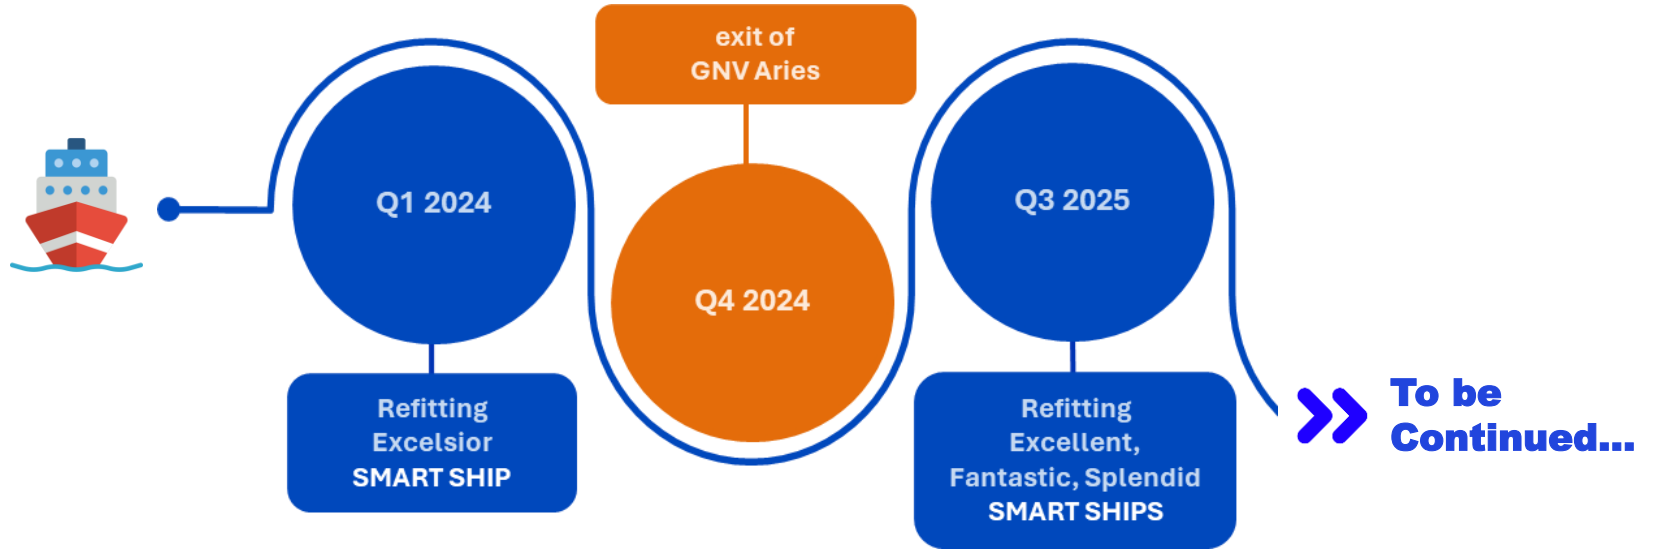 Q1 2024
Refitting
Excelsior
SMART SHIP
exit of
GNV Aries
Q4 2024
Q3 2025
Refitting
Excellent,
Fantastic, Splendid
SMART SHIPS
To be
Continued...